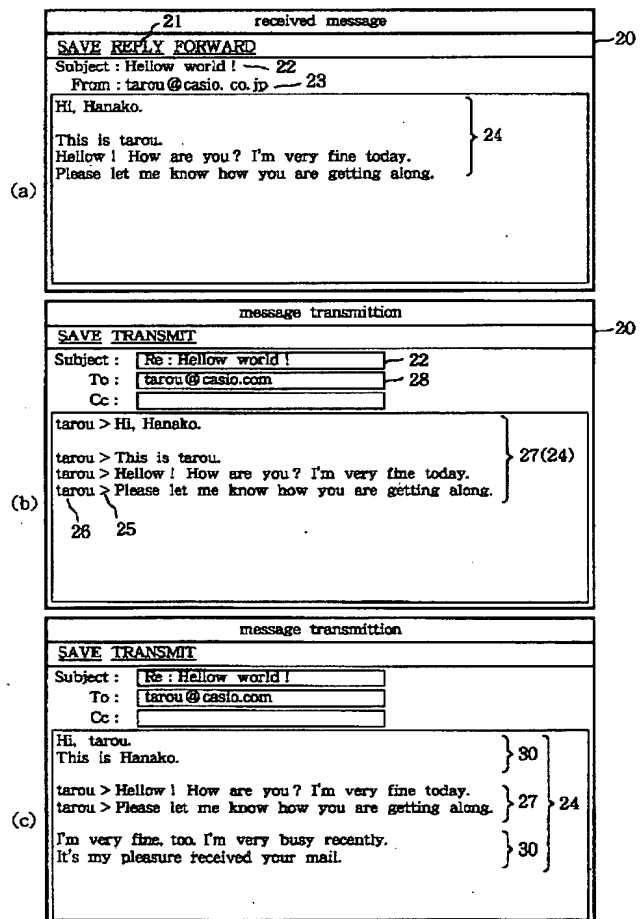 21 received message
SAVE REPLY FORWARD 20
Subject : Hellow world ! 22
From : tarou@casio. co. jp 23
Hi, Hanako.
This is tarou.
Hellow ! How are you ? I'm very fine today.
Please let me know how you are getting along.
24
(a)
message transmittion
SAVE TRANSMIT 20
Subject : Re : Hellow world ! 22
To : tarou@casio.com 28
Cc :
tarou > Hi, Hanako.
tarou > This is tarou.
tarou > Hellow ! How are you ? I'm very fine today.
tarou > Please let me know how you are getting along.
27(24)
26 25
(b)
message transmittion
SAVE TRANSMIT
Subject : Re : Hellow world !
To : tarou@casio.com
Cc :
Hi, tarou.
This is Hanako.
30
tarou > Hellow ! How are you ? I'm very fine today.
tarou > Please let me know how you are getting along.
27 24
I'm very fine, too. I'm very busy recently.
It's my pleasure received your mail.
30
(c)